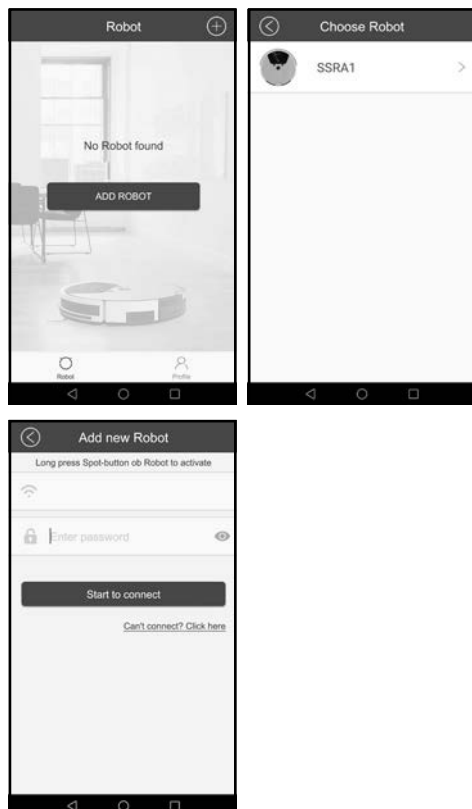 Robot
No Robot found
ADD ROBOT
Robot
Profile
Choose Robot
SSRA1
Add new Robot
Long press Spot-button ob Robot to activate
Enter password
Start to connect
Can't connect? Click here